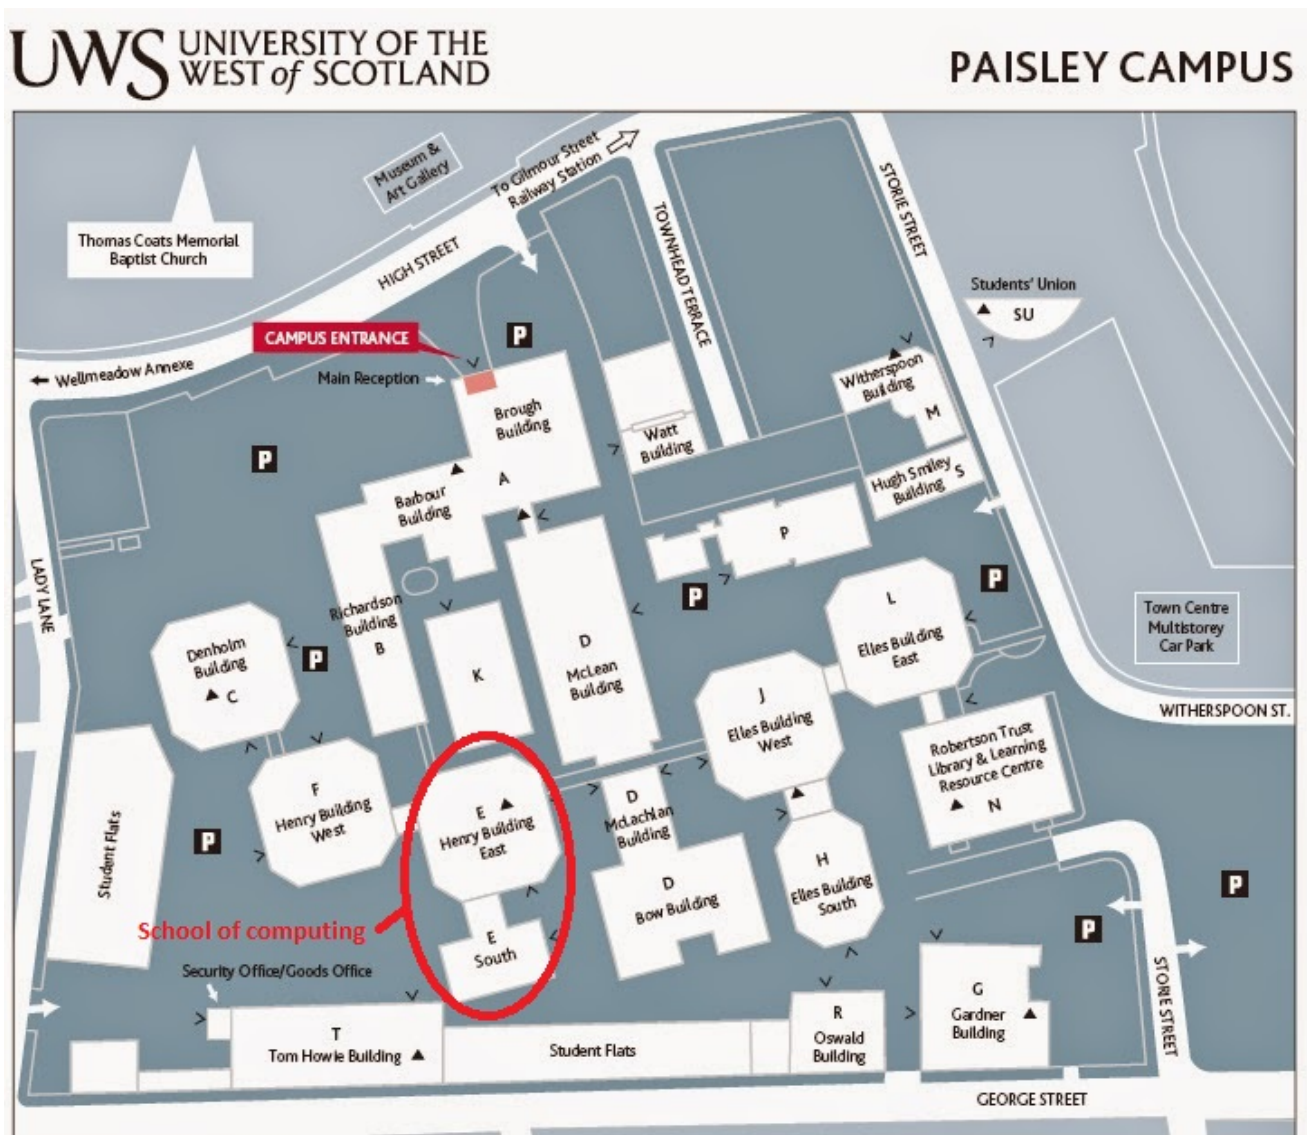 UWS UNIVERSITY OF THE
WEST of SCOTLAND
PAISLEY CAMPUS
Museum &
Art Gallery
To Gilmour Street
Railway Station
Thomas Coats Memorial
Baptist Church
HIGH STREET
TOWNHEAD TERRACE
STORIE STREET
Students' Union
SU
CAMPUS ENTRANCE
P
Wellmeadow Annexe
Main Reception
Witherspoon
Building
M
Brough
Building
A
Watt
Building
P
Hugh Smiley
Building S
Barbour
Building
P
LADY LANE
P
P
L
Elles Building
East
Town Centre
Multistorey
Car Park
Richardson
Building
B
Denholm
Building
C
P
K
D
McLean
Building
J
Elles Building
West
WITHERSPOON ST.
Robertson Trust
Library & Learning
Resource Centre
N
F
Henry Building
West
E
Henry Building
East
D
McLachlan
Building
Student Flats
P
H
Elles Building
South
D
Bow Building
P
School of computing
E
South
P
Security Office/Goods Office
STORIE STREET
T
Tom Howie Building
Student Flats
R
Oswald
Building
G
Gardner
Building
GEORGE STREET